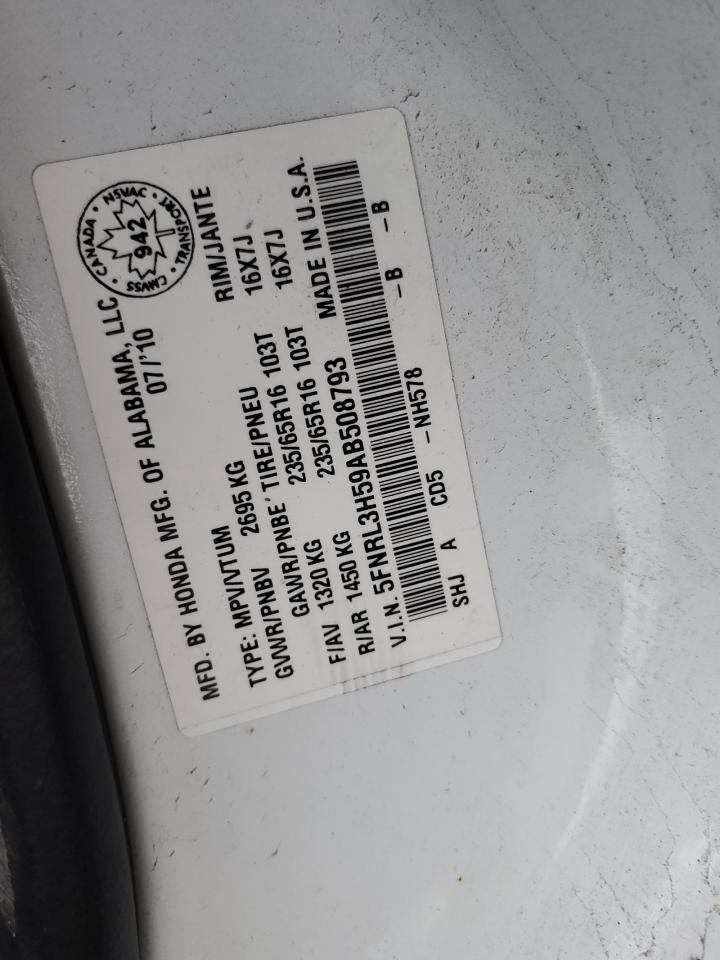 MFD. BY HONDA MFG. OF ALABAMA, LLC
07/'10
CANADA • NSVAC • TRANSPORT • CMVSS •
942
TYPE: MPV/VTUM
GVWR/PNBV 2695 KG
GAWR/PNBE TIRE/PNEU RIM/JANTE
F/AV 1320 KG 235/65R16 103T 16X7J
R/AR 1450 KG 235/65R16 103T 16X7J
V.I.N. 5FNRL3H59AB508793 MADE IN U.S.A.
SHJ A CD5 - NH578 - B - B